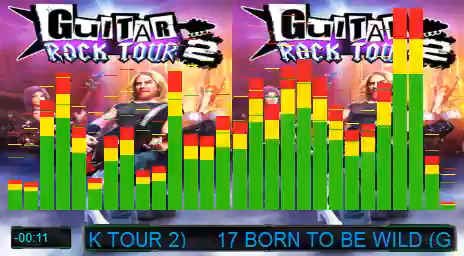 GUITAR
ROCK TOUR 2
GUITAR
ROCK TOUR 2
-00:11
K TOUR 2) 17 BORN TO BE WILD (G